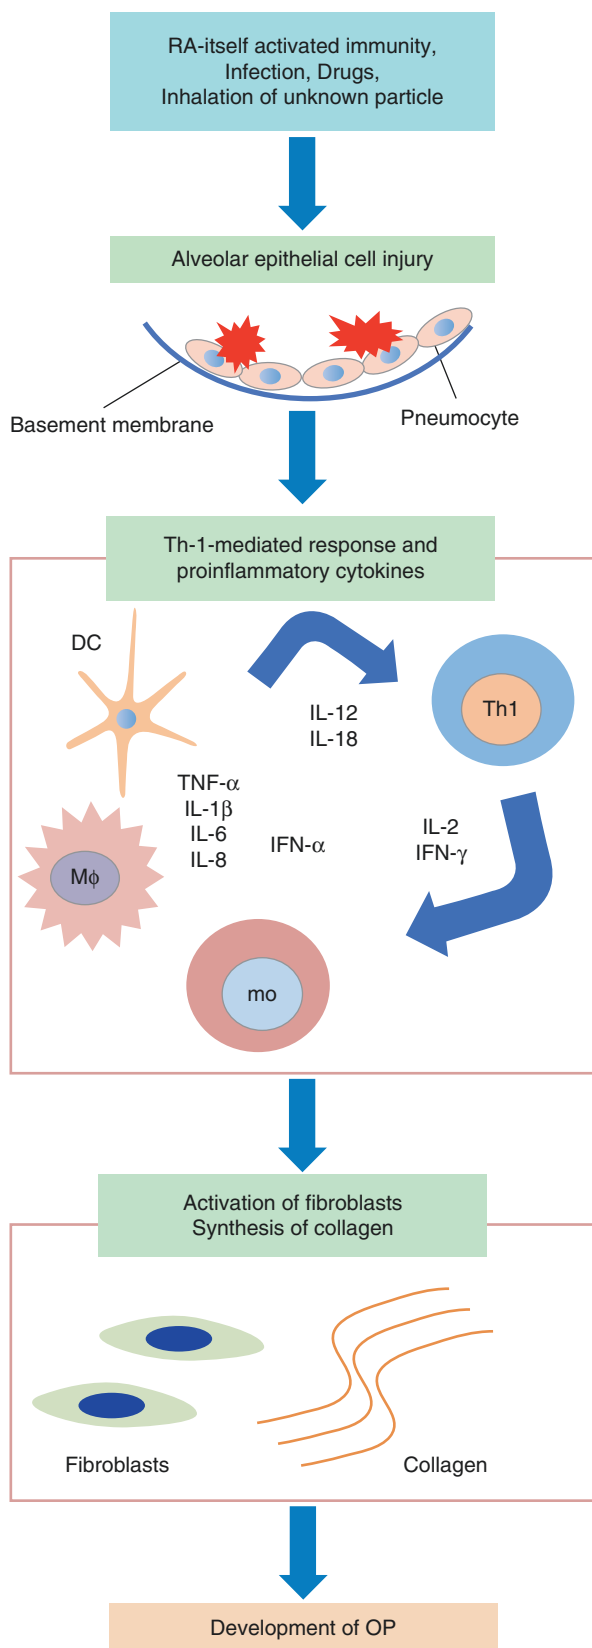 RA-itself activated immunity,
Infection, Drugs,
Inhalation of unknown particle
Alveolar epithelial cell injury
Basement membrane
Pneumocyte
Th-1-mediated response and
proinflammatory cytokines
DC
IL-12
IL-18
Th1
TNF-α
IL-1β
IL-6
IL-8
IFN-α
IL-2
IFN-γ
Mϕ
mo
Activation of fibroblasts
Synthesis of collagen
Fibroblasts
Collagen
Development of OP